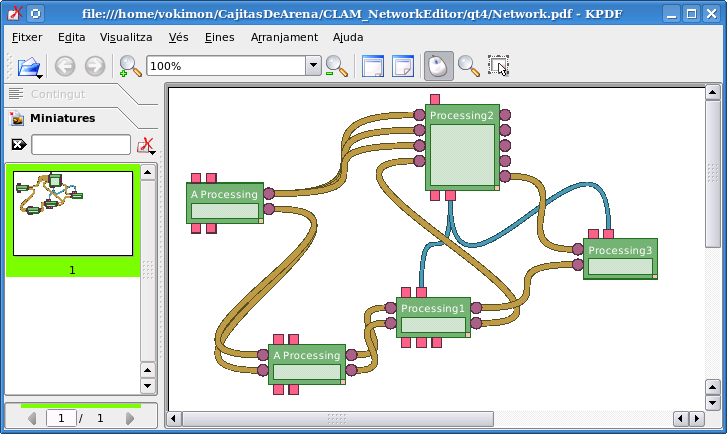 file:///home/vokimon/CajitasDeArena/CLAM_NetworkEditor/qt4/Network.pdf - KPDF
Fitxer Edita Visualitza Vés Eines Arranjament Ajuda
100%
Contingut
Miniatures
1
1 / 1
Processing2
A Processing
Processing3
Processing1
A Processing